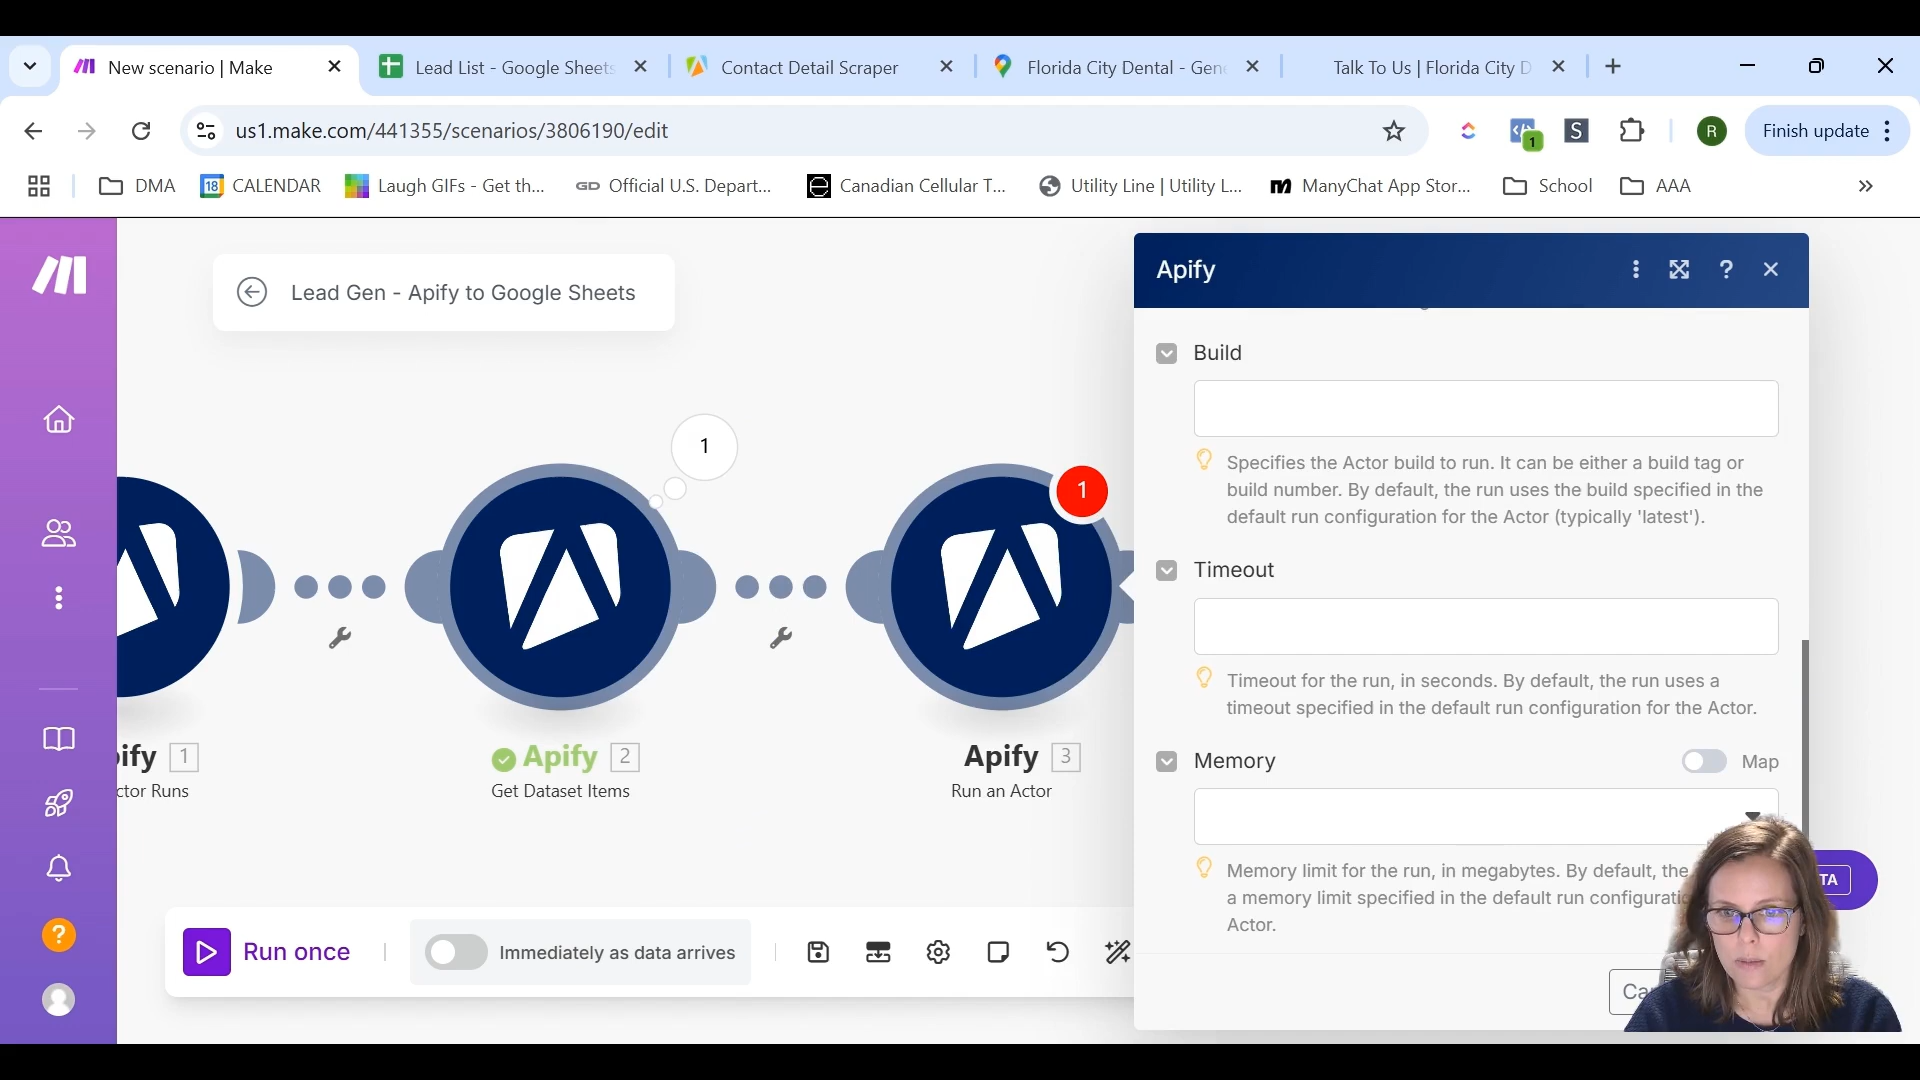 New scenario | Make
Lead List - Google Sheets
Contact Detail Scraper
Florida City Dental - Gen
Talk To Us | Florida City D
us1.make.com/441355/scenarios/3806190/edit
1
S
R
Finish update
DMA
18
CALENDAR
Laugh GIFs - Get th...
GD
Official U.S. Depart...
Canadian Cellular T...
Utility Line | Utility L...
ManyChat App Stor...
School
AAA
Lead Gen - Apify to Google Sheets
Apify
?
Build
Specifies the Actor build to run. It can be either a build tag or
build number. By default, the run uses the build specified in the
default run configuration for the Actor (typically 'latest').
Timeout
Timeout for the run, in seconds. By default, the run uses a
timeout specified in the default run configuration for the Actor.
Memory
Map
Memory limit for the run, in megabytes. By default, the
a memory limit specified in the default run configurati
Actor.
Ca
TA
1
1
ify 1
ctor Runs
Apify 2
Get Dataset Items
Apify 3
Run an Actor
Run once
Immediately as data arrives
?